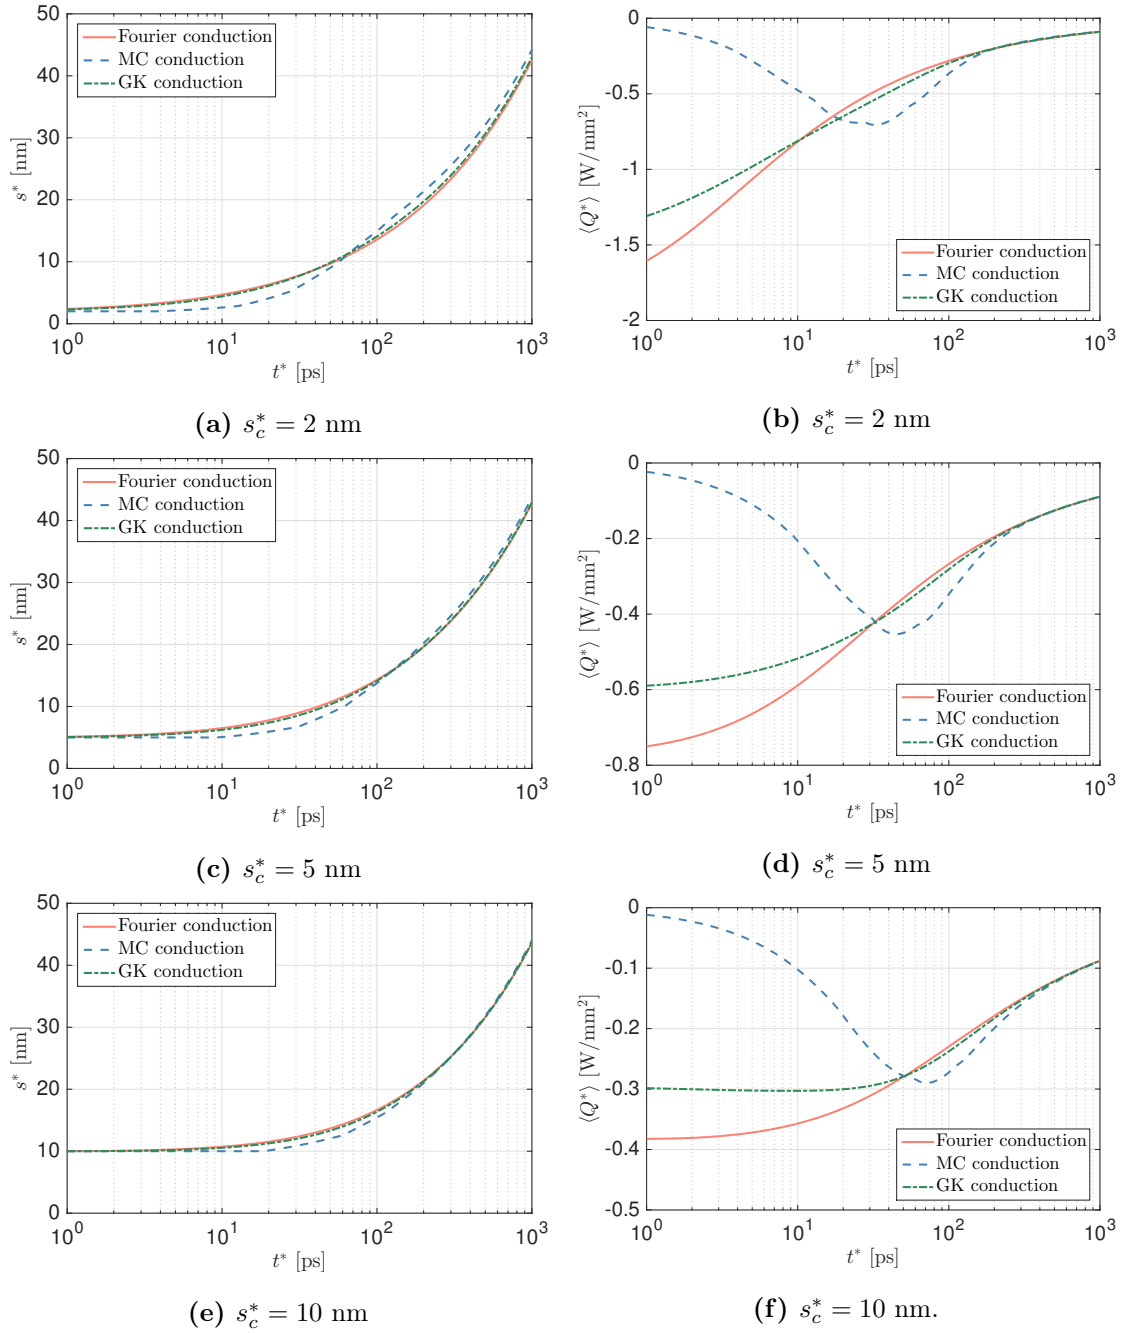 50
40
30
20
10
0
s* [nm]
Fourier conduction
MC conduction
GK conduction
10^0
10^1
10^2
10^3
t* [ps]
(a) s_c^* = 2 nm
0
-0.5
-1
-1.5
-2
⟨Q*⟩ [W/mm^2]
Fourier conduction
MC conduction
GK conduction
10^0
10^1
10^2
10^3
t* [ps]
(b) s_c^* = 2 nm
50
40
30
20
10
0
s* [nm]
Fourier conduction
MC conduction
GK conduction
10^0
10^1
10^2
10^3
t* [ps]
(c) s_c^* = 5 nm
0
-0.2
-0.4
-0.6
-0.8
⟨Q*⟩ [W/mm^2]
Fourier conduction
MC conduction
GK conduction
10^0
10^1
10^2
10^3
t* [ps]
(d) s_c^* = 5 nm
50
40
30
20
10
0
s* [nm]
Fourier conduction
MC conduction
GK conduction
10^0
10^1
10^2
10^3
t* [ps]
(e) s_c^* = 10 nm
0
-0.1
-0.2
-0.3
-0.4
-0.5
⟨Q*⟩ [W/mm^2]
Fourier conduction
MC conduction
GK conduction
10^0
10^1
10^2
10^3
t* [ps]
(f) s_c^* = 10 nm.